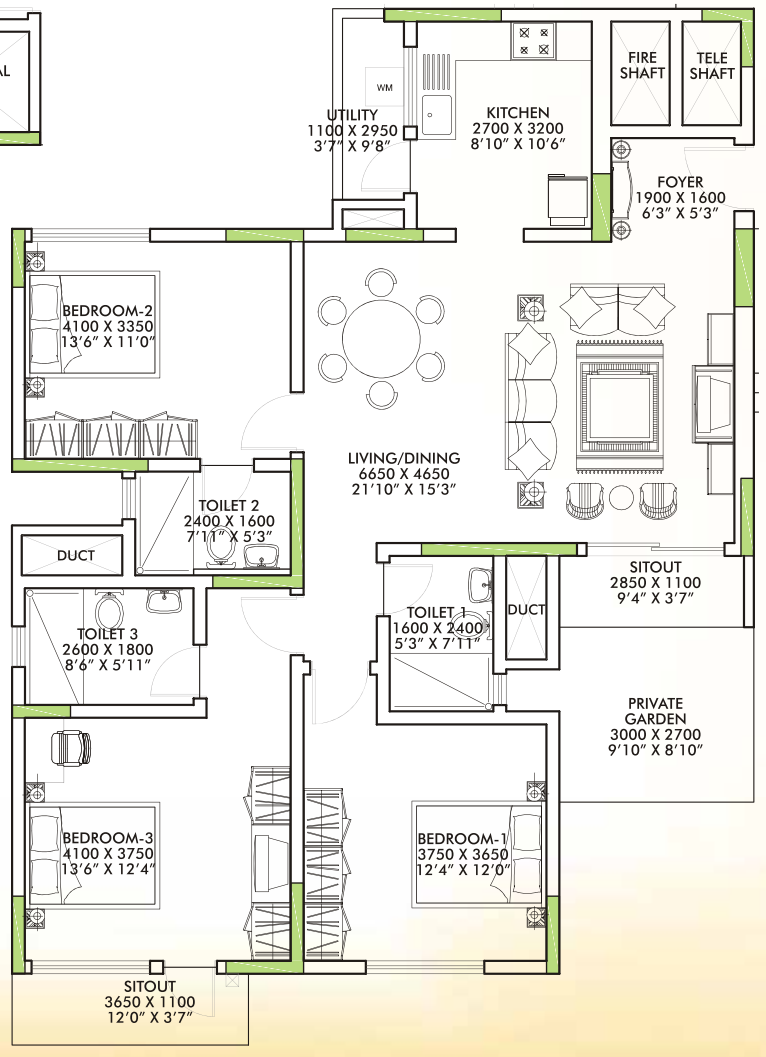 AL
FIRE
SHAFT
TELE
SHAFT
WM
UTILITY
1100 X 2950
3'7" X 9'8"
KITCHEN
2700 X 3200
8'10" X 10'6"
FOYER
1900 X 1600
6'3" X 5'3"
BEDROOM-2
4100 X 3350
13'6" X 11'0"
LIVING/DINING
6650 X 4650
21'10" X 15'3"
TOILET 2
2400 X 1600
7'11" X 5'3"
DUCT
SITOUT
2850 X 1100
9'4" X 3'7"
TOILET 1
1600 X 2400
5'3" X 7'11"
DUCT
TOILET 3
2600 X 1800
8'6" X 5'11"
PRIVATE
GARDEN
3000 X 2700
9'10" X 8'10"
BEDROOM-3
4100 X 3750
13'6" X 12'4"
BEDROOM-1
3750 X 3650
12'4" X 12'0"
SITOUT
3650 X 1100
12'0" X 3'7"